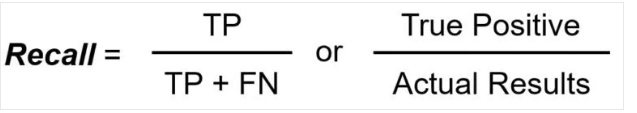 Recall = TP / TP + FN or True Positive / Actual Results